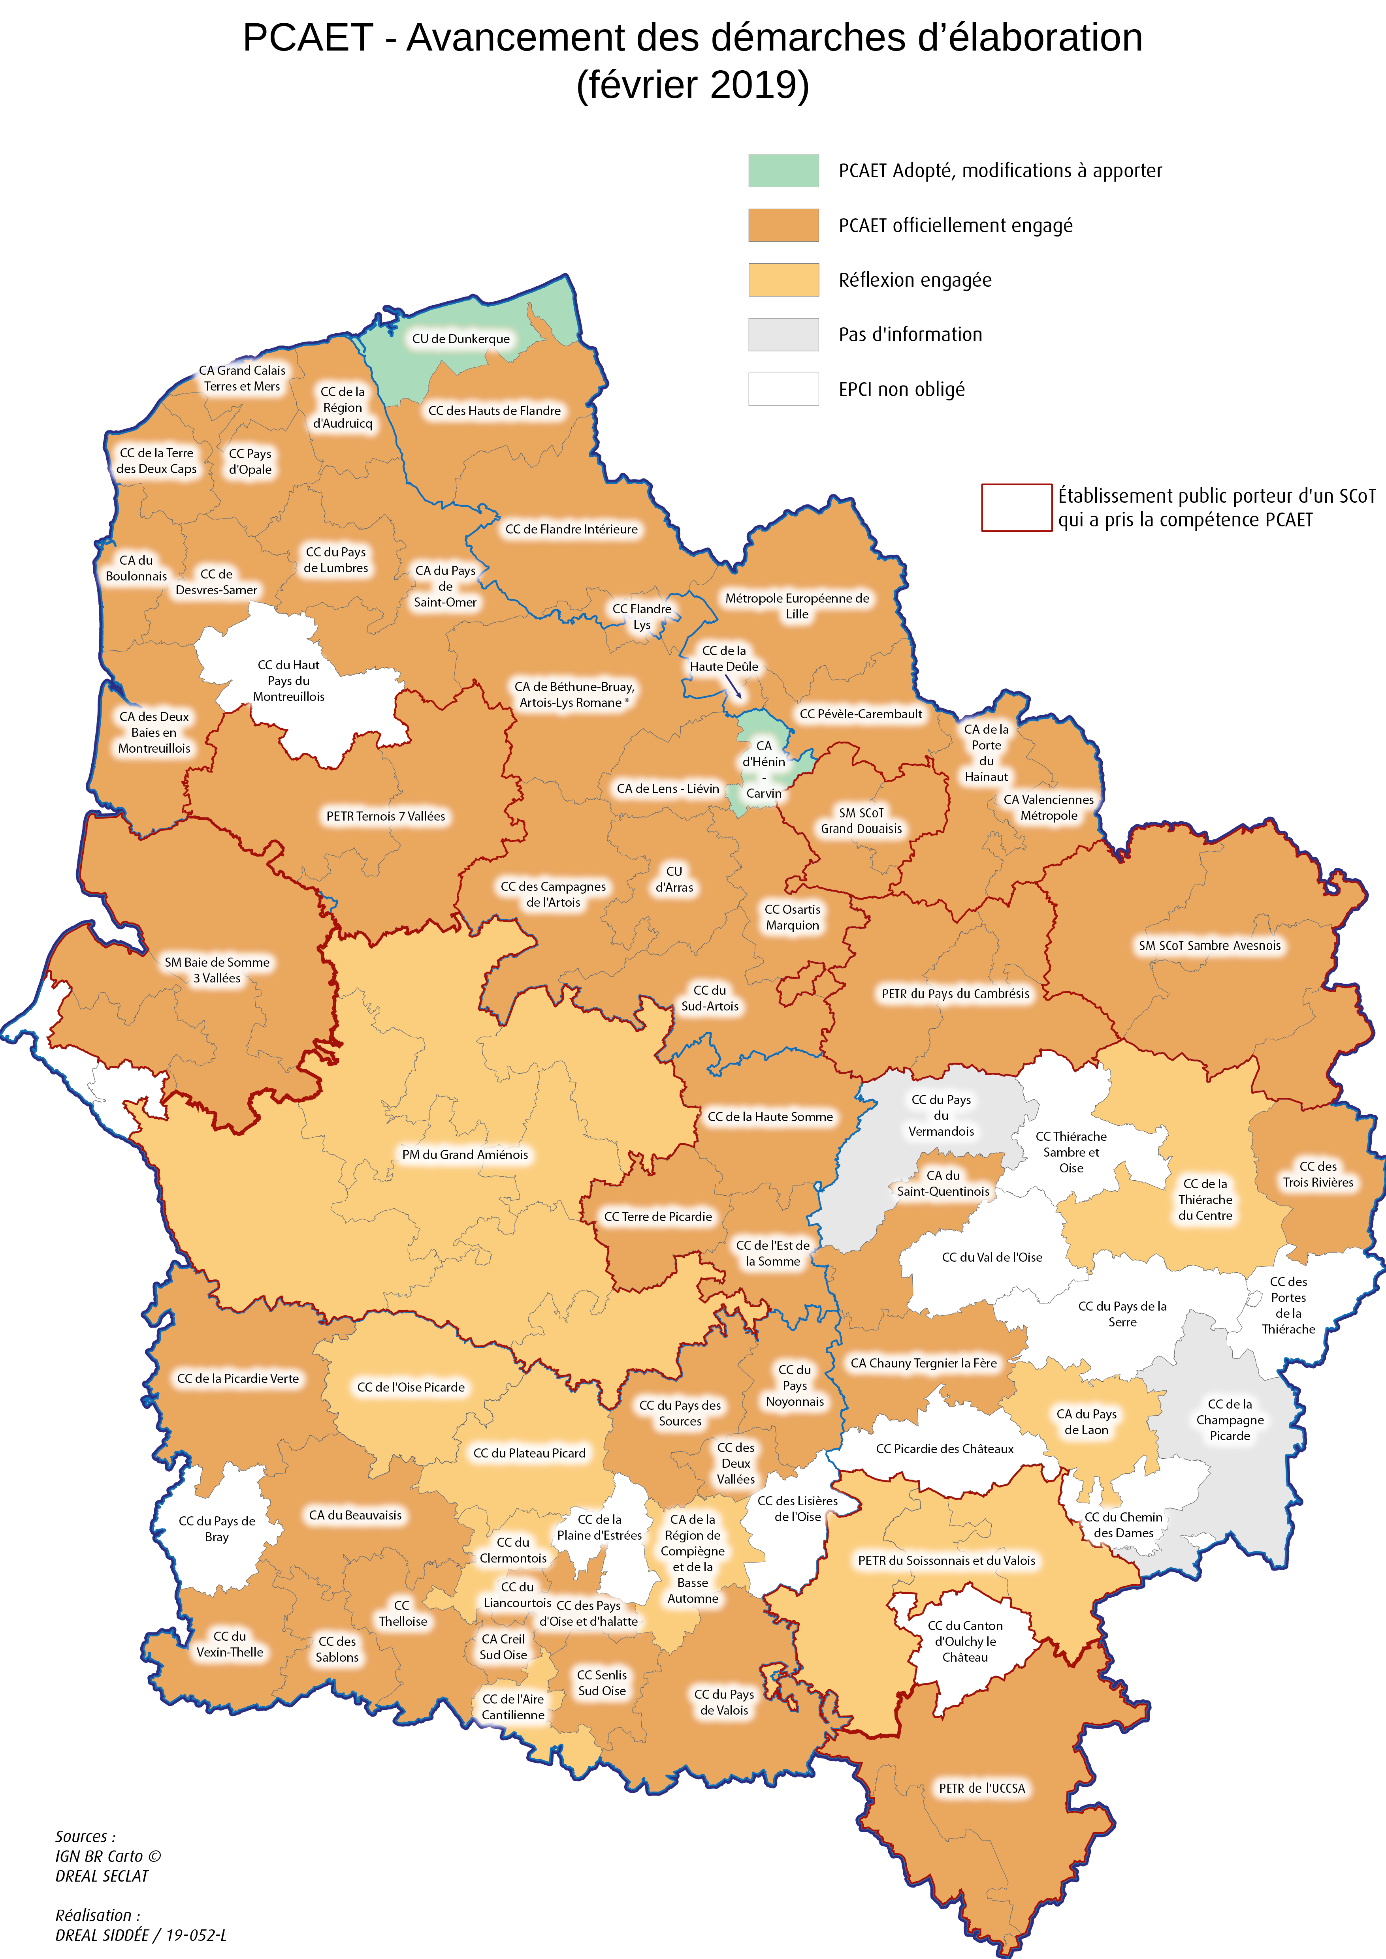 PCAET - Avancement des démarches d’élaboration
(février 2019)
PCAET Adopté, modifications à apporter
PCAET officiellement engagé
Réflexion engagée
Pas d'information
EPCI non obligé
Établissement public porteur d'un SCoT
qui a pris la compétence PCAET
CU de Dunkerque
CA Grand Calais
Terres et Mers
CC de la
Région
d'Audruicq
CC des Hauts de Flandre
CC de la Terre
des Deux Caps
CC Pays
d'Opale
CC de Flandre Intérieure
CA du
Boulonnais
CC de
Desvres-Samer
CC du Pays
de Lumbres
CA du Pays
de
Saint-Omer
CC Flandre
Lys
Métropole Européenne de
Lille
CC de la
Haute Deûle
CC du Haut
Pays du
Montreuillois
CA de Béthune-Bruay,
Artois-Lys Romane *
CA des Deux
Baies en
Montreuillois
CC Pévèle-Carembault
CA
d'Hénin
-
Carvin
CA de la
Porte
du
Hainaut
CA de Lens - Liévin
CA Valenciennes
Métropole
PETR Ternois 7 Vallées
SM SCoT
Grand Douaisis
CC des Campagnes
de l'Artois
CU
d'Arras
CC Osartis
Marquion
SM SCoT Sambre Avesnois
SM Baie de Somme
3 Vallées
CC du
Sud-Artois
PETR du Pays du Cambrésis
CC de la Haute Somme
CC du Pays
du
Vermandois
CC Thiérache
Sambre et
Oise
PM du Grand Amiénois
CA du
Saint-Quentinois
CC de la
Thiérache
du Centre
CC des
Trois Rivières
CC Terre de Picardie
CC de l'Est de
la Somme
CC du Val de l'Oise
CC du Pays de la
Serre
CC des
Portes
de la
Thiérache
CC de la Picardie Verte
CC de l'Oise Picarde
CC du Pays des
Sources
CC du
Pays
Noyonnais
CA Chauny Tergnier la Fère
CA du Pays
de Laon
CC de la
Champagne
Picarde
CC du Plateau Picard
CC des
Deux
Vallées
CC Picardie des Châteaux
CC du Pays de
Bray
CA du Beauvaisis
CC de la
Plaine d'Estrées
CA de la
Région de
Compiègne
et de la
Basse
Automne
CC des Lisières
de l'Oise
CC du Chemin
des Dames
CC du
Clermontois
PETR du Soissonnais et du Valois
CC du
Liancourtois
CC des Pays
d'Oise et d'halatte
CC
Thelloise
CC du
Vexin-Thelle
CC des
Sablons
CA Creil
Sud Oise
CC Senlis
Sud Oise
CC du Pays
de Valois
CC du Canton
d'Oulchy le
Château
CC de l'Aire
Cantilienne
PETR de l'UCCSA
Sources :
IGN BR Carto ©
DREAL SECLAT
Réalisation :
DREAL SIDDÉE / 19-052-L